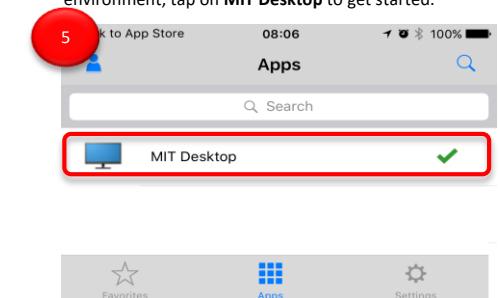 environment, tap on MIT Desktop to get started.
5
k to App Store 08:06 100%
Apps
Search
MIT Desktop
Favorites Apps Settings